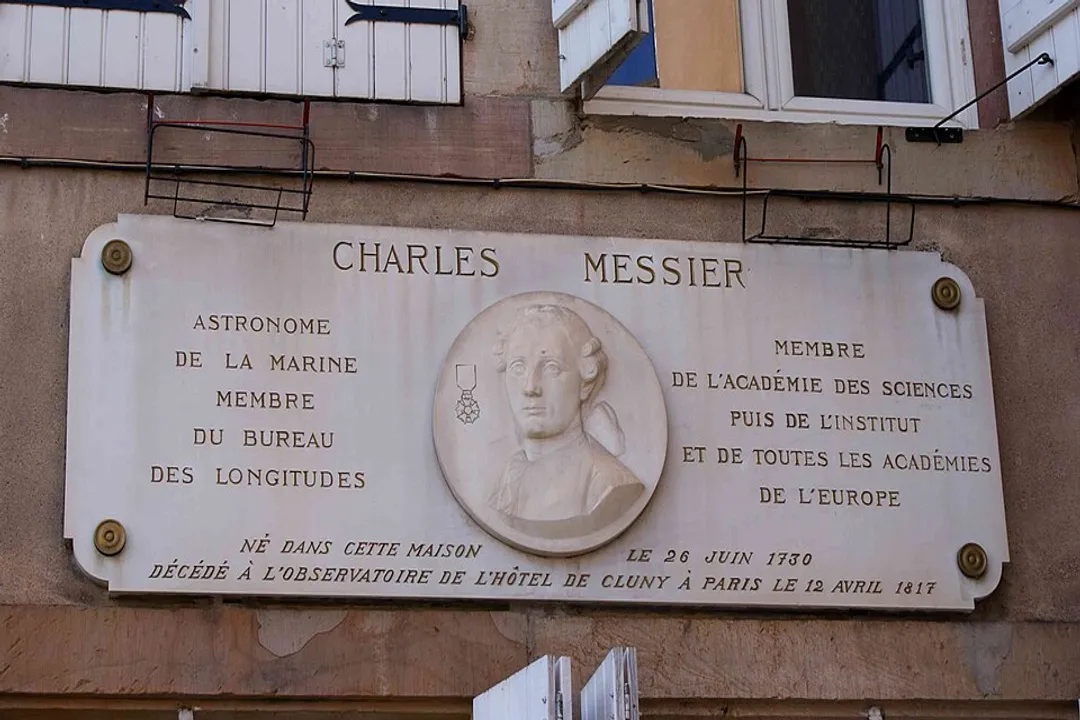 CHARLES MESSIER
ASTRONOME
DE LA MARINE
MEMBRE
DU BUREAU
DES LONGITUDES
MEMBRE
DE L'ACADÉMIE DES SCIENCES
PUIS DE L'INSTITUT
ET DE TOUTES LES ACADÉMIES
DE L'EUROPE
NÉ DANS CETTE MAISON LE 26 JUIN 1730
DÉCÉDÉ À L'OBSERVATOIRE DE L'HÔTEL DE CLUNY À PARIS LE 12 AVRIL 1817